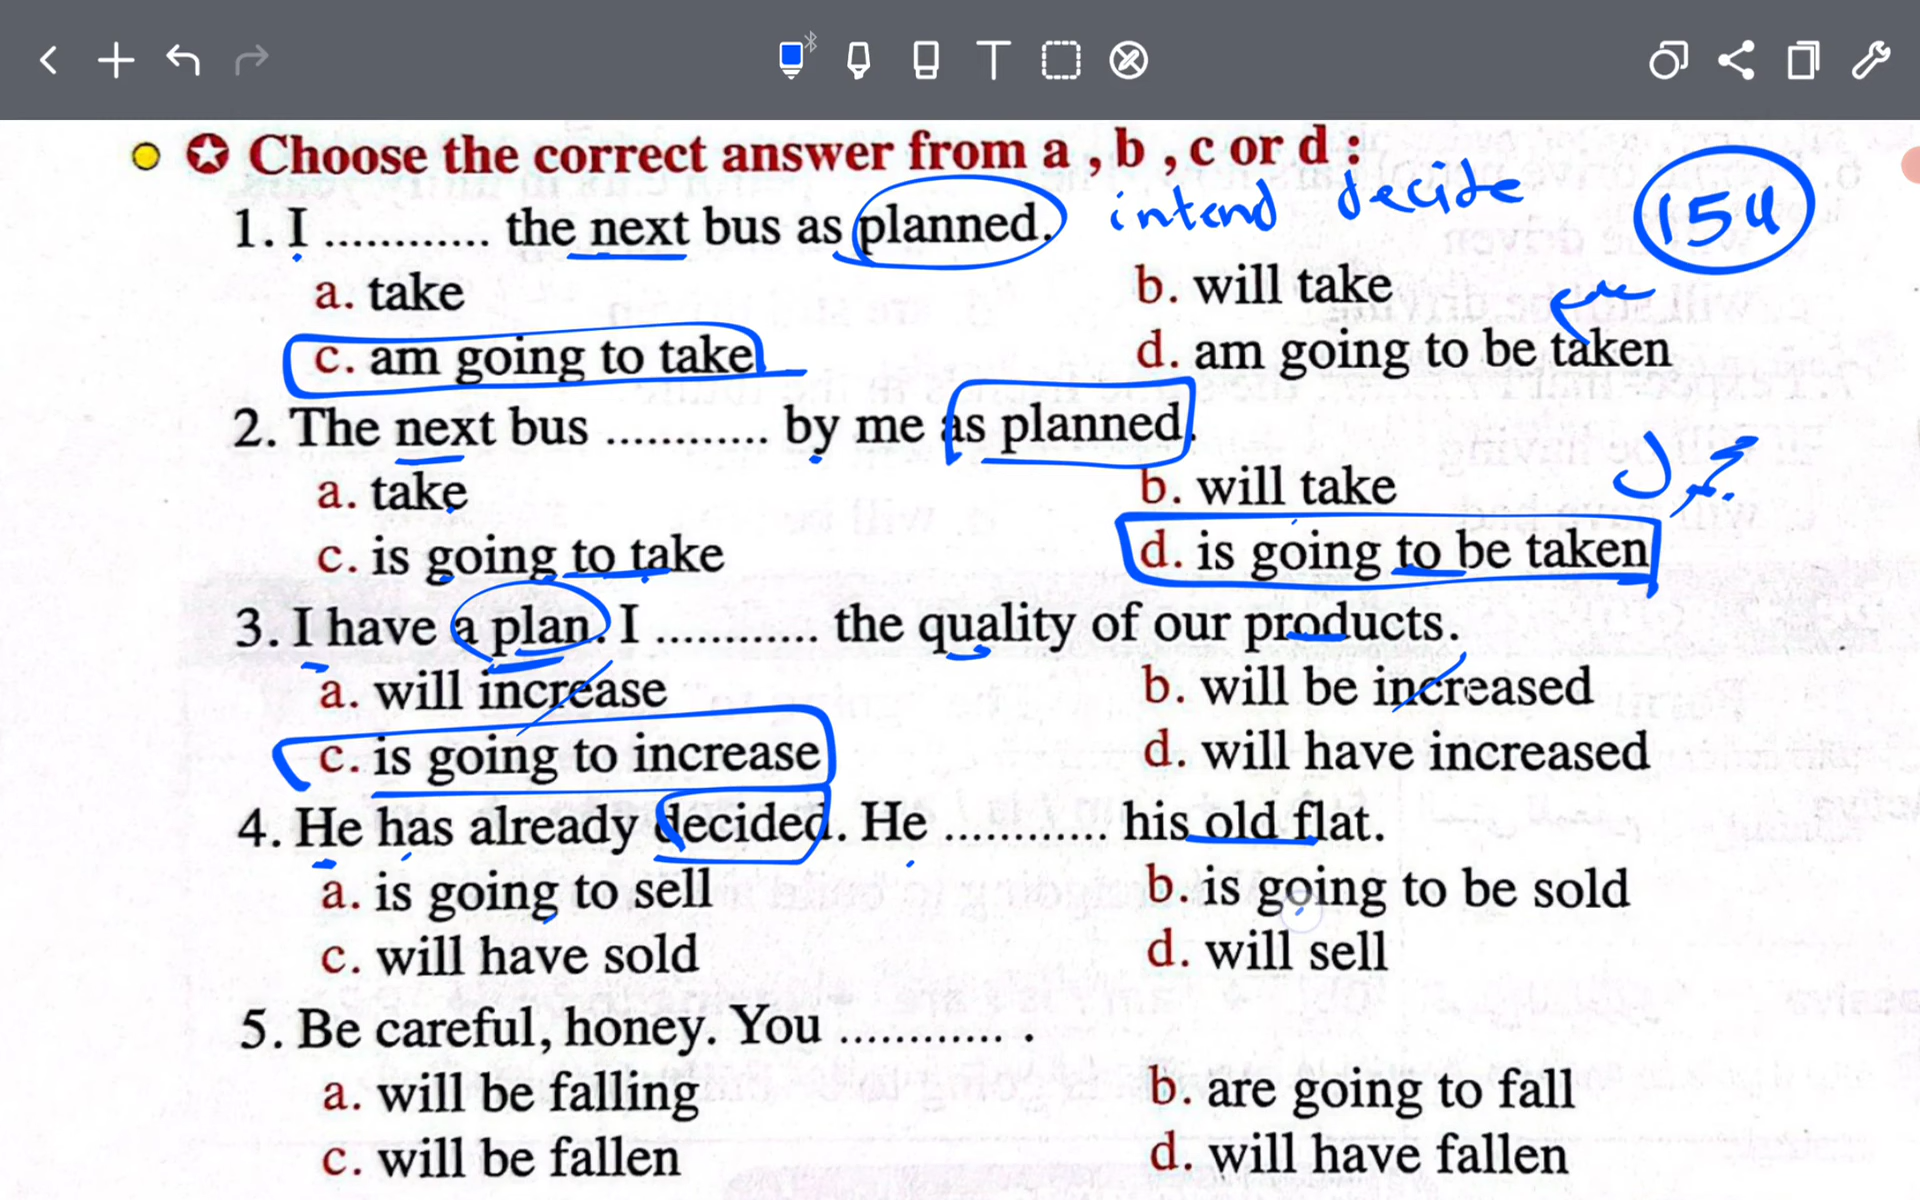 Choose the correct answer from a , b , c or d :
1. I ............ the next bus as planned. intend decide 154
a. take b. will take
c. am going to take d. am going to be taken
2. The next bus ............ by me as planned.
a. take b. will take
c. is going to take d. is going to be taken
3. I have a plan. I ............ the quality of our products.
a. will increase b. will be increased
c. is going to increase d. will have increased
4. He has already decided. He ............ his old flat.
a. is going to sell b. is going to be sold
c. will have sold d. will sell
5. Be careful, honey. You ............ .
a. will be falling b. are going to fall
c. will be fallen d. will have fallen